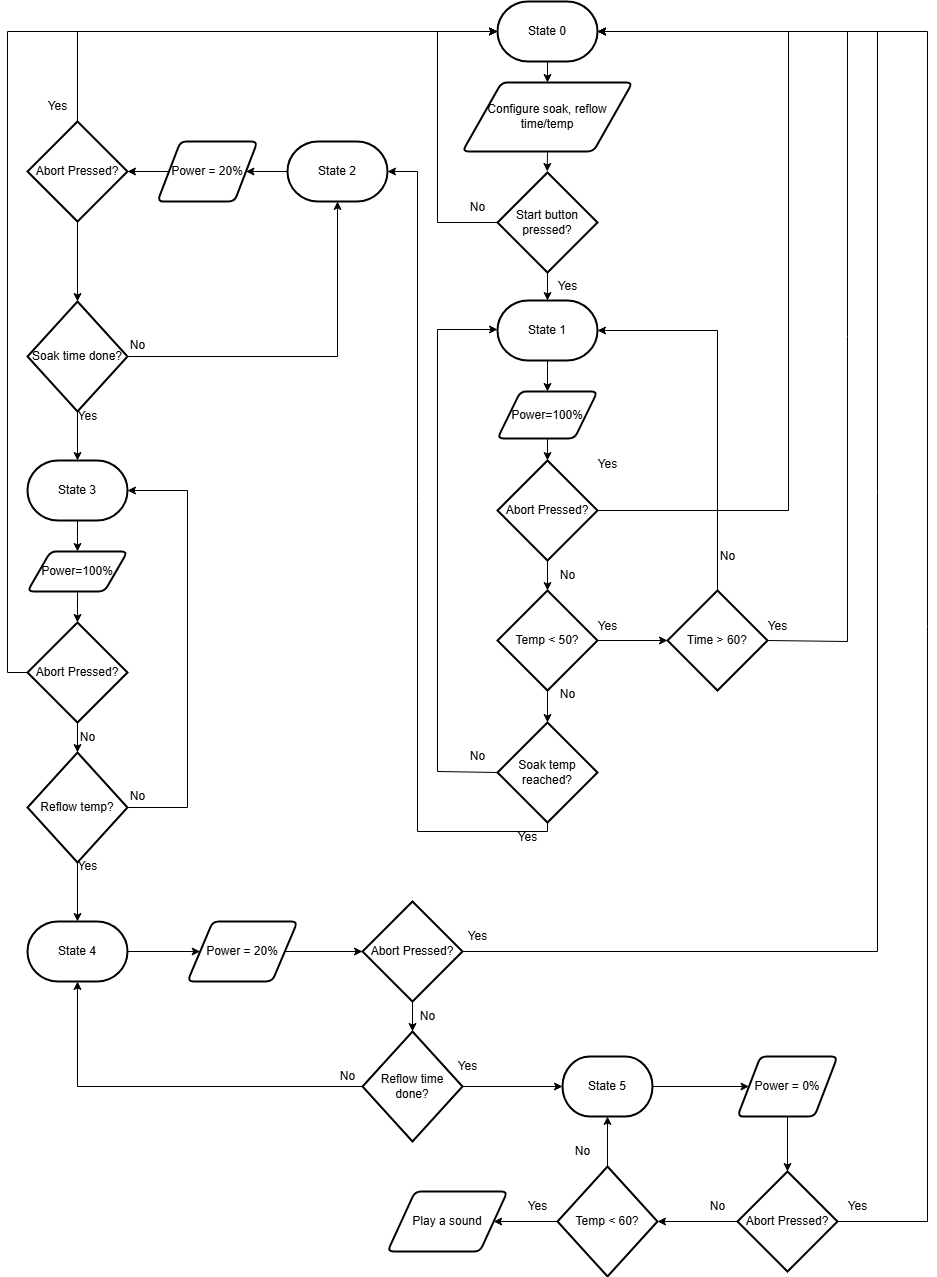 State 0
Configure soak, reflow
time/temp
Yes
Abort Pressed?
Power = 20%
State 2
No
Start button
pressed?
Yes
State 1
Soak time done?
No
Yes
Power=100%
Yes
State 3
Abort Pressed?
No
No
Power=100%
Temp < 50?
Yes
Time > 60?
Yes
No
Abort Pressed?
No
No
Soak temp
reached?
Yes
Reflow temp?
No
Yes
State 4
Power = 20%
Abort Pressed?
Yes
No
No
Reflow time
done?
Yes
State 5
Power = 0%
No
Play a sound
Yes
Temp < 60?
No
Abort Pressed?
Yes